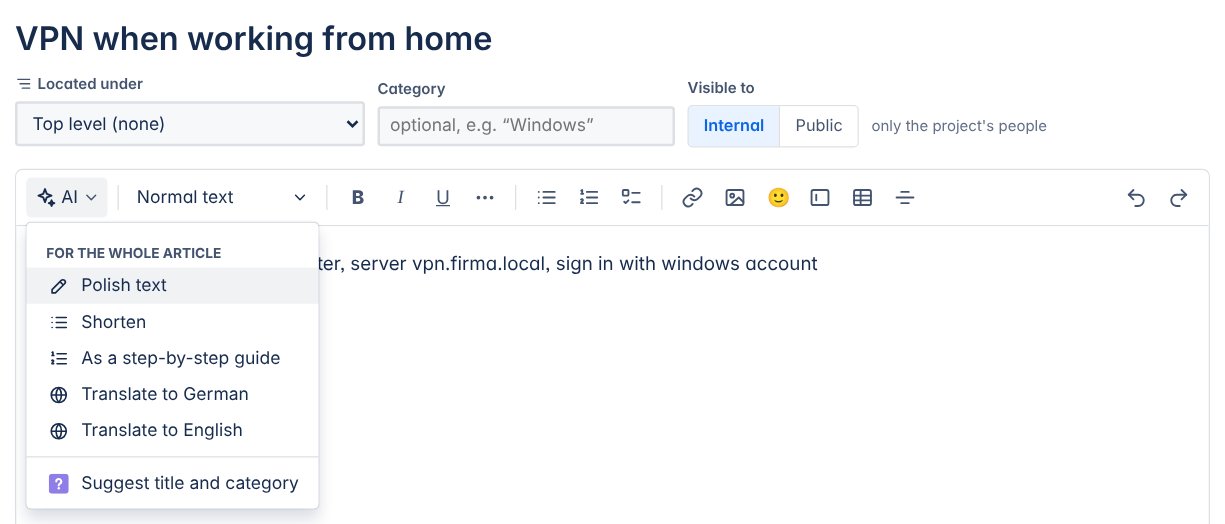 VPN when working from home
Located under
Category
Visible to
Top level (none)
optional, e.g. “Windows”
Internal
Public
only the project's people
AI
Normal text
B I U
FOR THE WHOLE ARTICLE
ter, server vpn.firma.local, sign in with windows account
Polish text
Shorten
As a step-by-step guide
Translate to German
Translate to English
? Suggest title and category